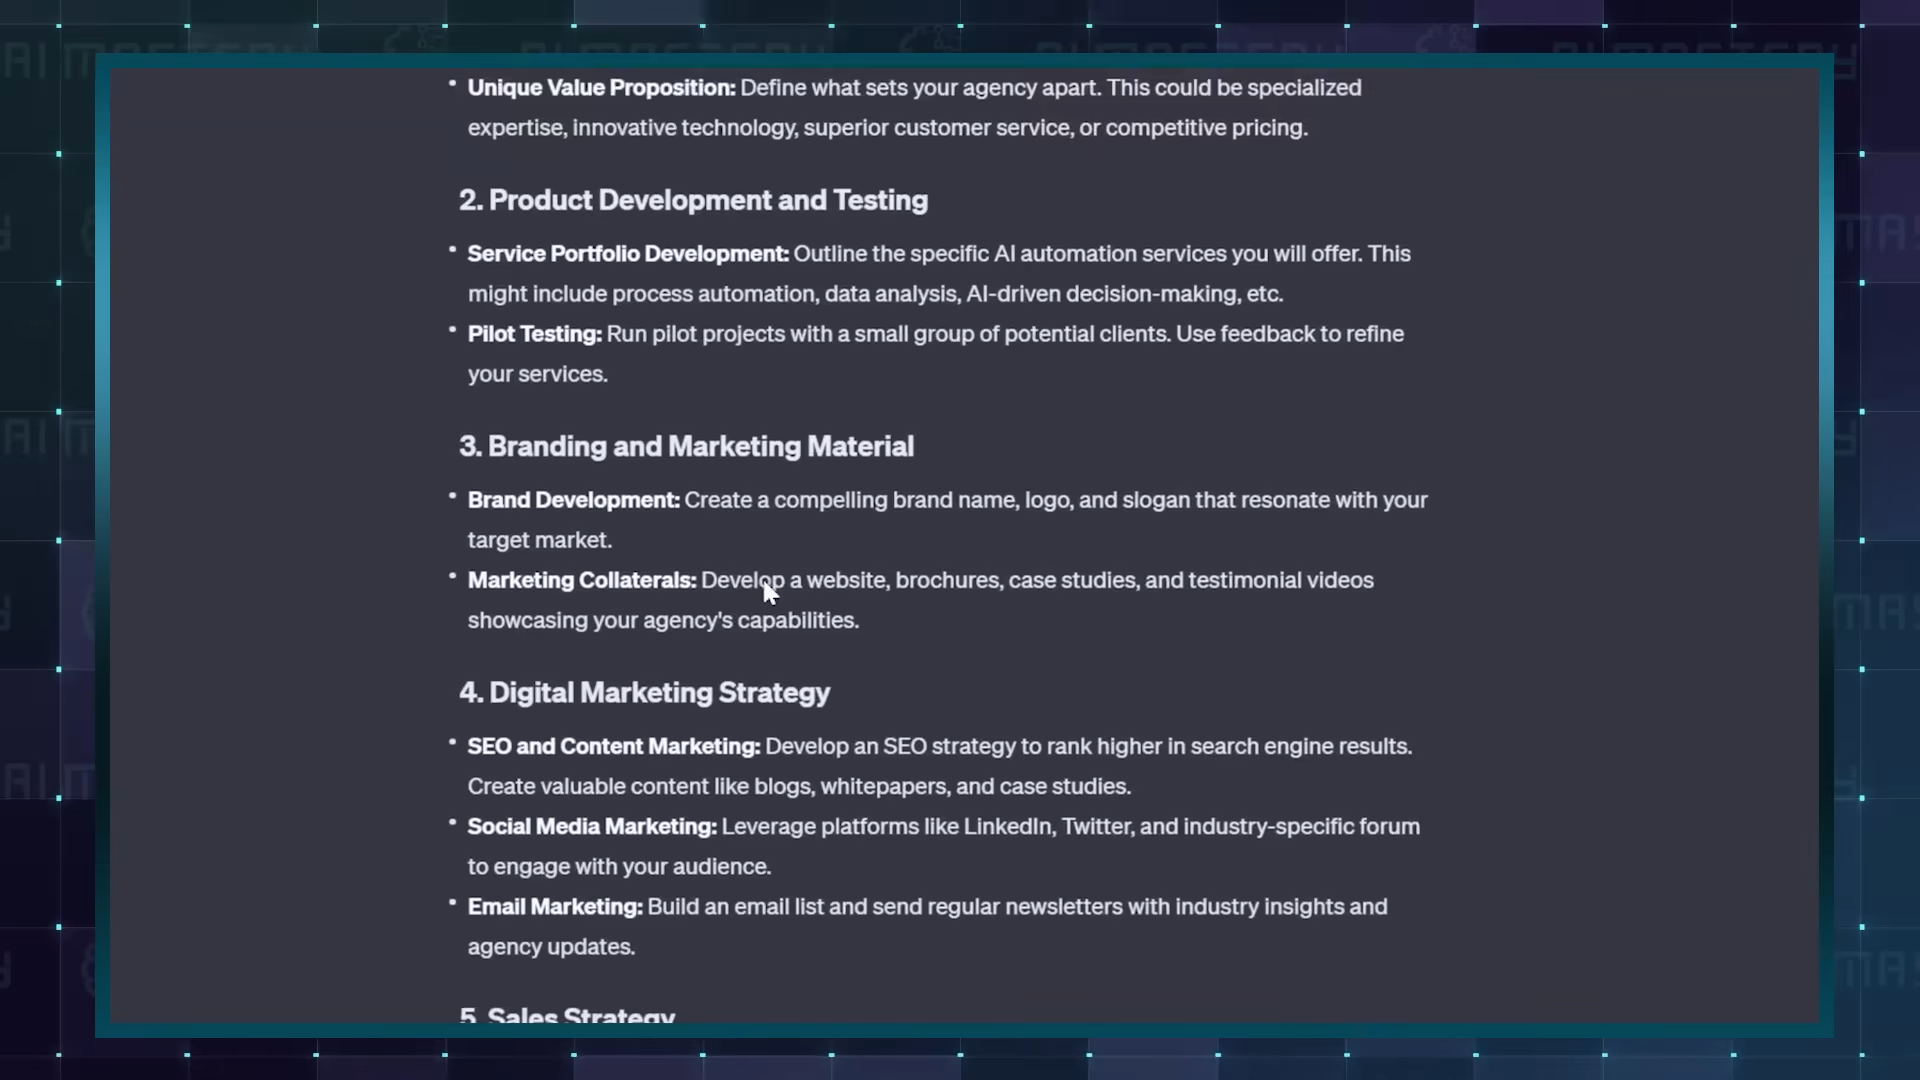 Unique Value Proposition: Define what sets your agency apart. This could be specialized
expertise, innovative technology, superior customer service, or competitive pricing.
2. Product Development and Testing
Service Portfolio Development: Outline the specific AI automation services you will offer. This
might include process automation, data analysis, AI-driven decision-making, etc.
Pilot Testing: Run pilot projects with a small group of potential clients. Use feedback to refine
your services.
3. Branding and Marketing Material
Brand Development: Create a compelling brand name, logo, and slogan that resonate with your
target market.
Marketing Collaterals: Develop a website, brochures, case studies, and testimonial videos
showcasing your agency's capabilities.
4. Digital Marketing Strategy
SEO and Content Marketing: Develop an SEO strategy to rank higher in search engine results.
Create valuable content like blogs, whitepapers, and case studies.
Social Media Marketing: Leverage platforms like LinkedIn, Twitter, and industry-specific forum
to engage with your audience.
Email Marketing: Build an email list and send regular newsletters with industry insights and
agency updates.
5. Sales Strategy